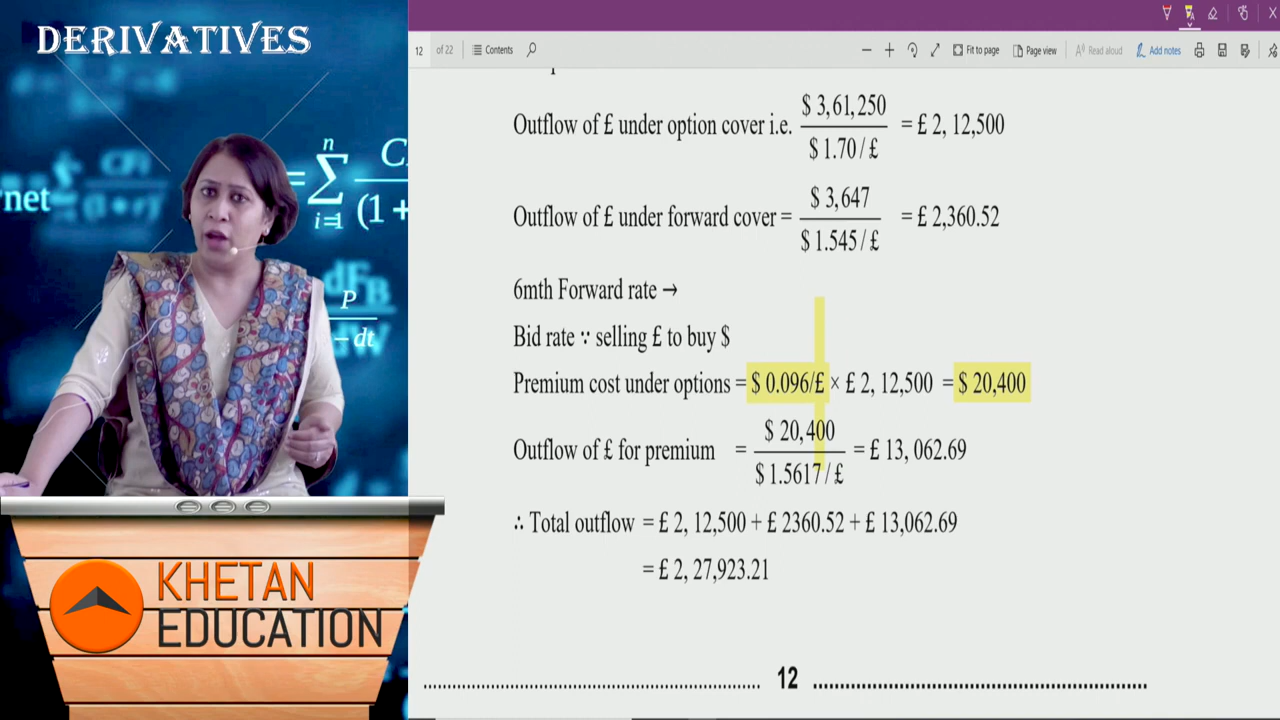 DERIVATIVES
12 of 22 Contents Fit to page Page view Read aloud Add notes
Outflow of £ under option cover i.e. $ 3,61,250 / $ 1.70 / £ = £ 2, 12,500
Outflow of £ under forward cover = $ 3,647 / $ 1.545 / £ = £ 2,360.52
6mth Forward rate →
Bid rate ∵ selling £ to buy $
Premium cost under options = $ 0.096/£ × £ 2, 12,500 = $ 20,400
Outflow of £ for premium = $ 20,400 / $ 1.5617 / £ = £ 13, 062.69
∴ Total outflow = £ 2, 12,500 + £ 2360.52 + £ 13,062.69
= £ 2, 27,923.21
12
net
n
∑
i=1
(1 +
P
-dt
KHETAN
EDUCATION